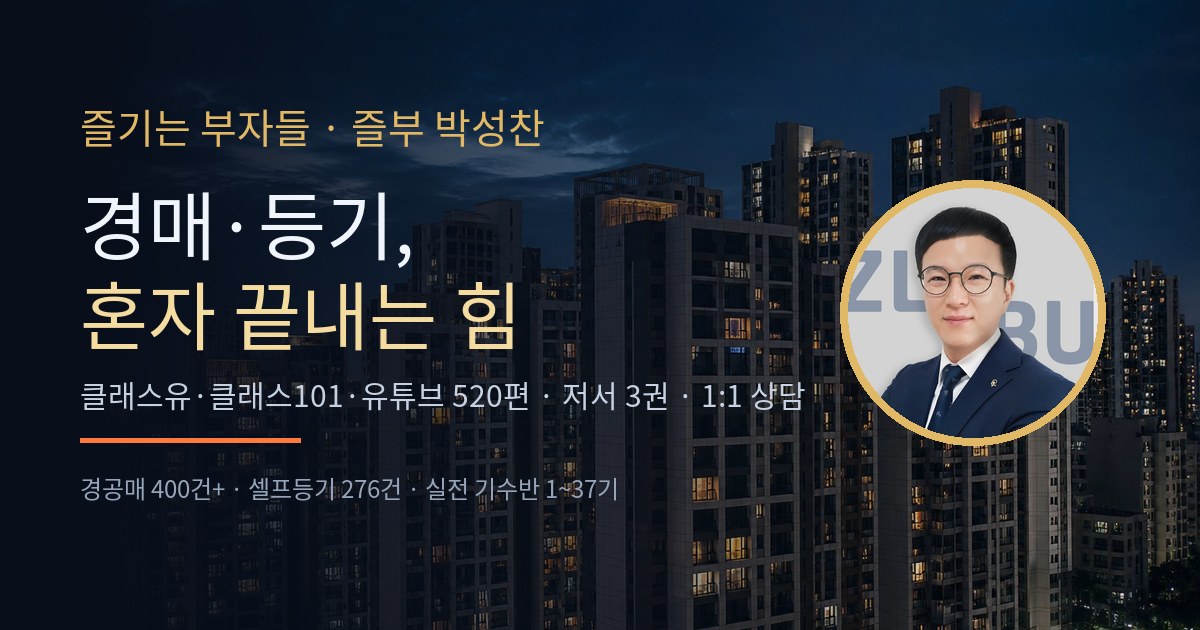 즐기는 부자들 · 즐부 박성찬
경매·등기,
혼자 끝내는 힘
클래스유·클래스101·유튜브 520편 · 저서 3권 · 1:1 상담
경공매 400건+ · 셀프등기 276건 · 실전 기수반 1~37기
ZL
BU